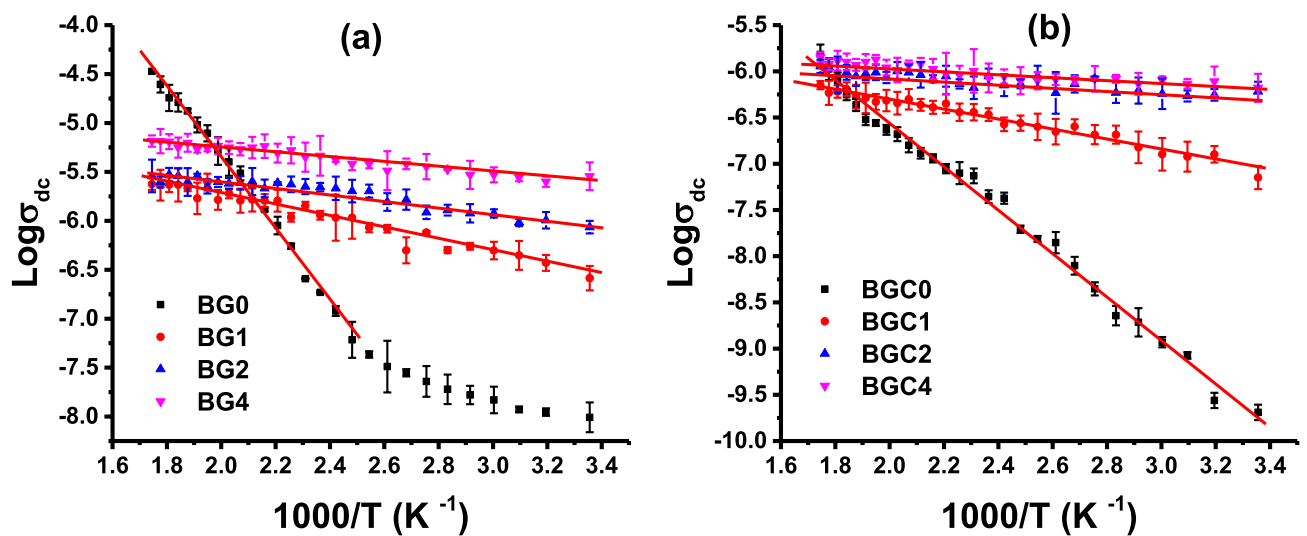 (a)
-4.0
-4.5
-5.0
-5.5
-6.0
-6.5
-7.0
-7.5
-8.0
Logσdc
BG0
BG1
BG2
BG4
1.6 1.8 2.0 2.2 2.4 2.6 2.8 3.0 3.2 3.4
1000/T (K -1)
(b)
-5.5
-6.0
-6.5
-7.0
-7.5
-8.0
-8.5
-9.0
-9.5
-10.0
Logσdc
BGC0
BGC1
BGC2
BGC4
1.6 1.8 2.0 2.2 2.4 2.6 2.8 3.0 3.2 3.4
1000/T (K -1)